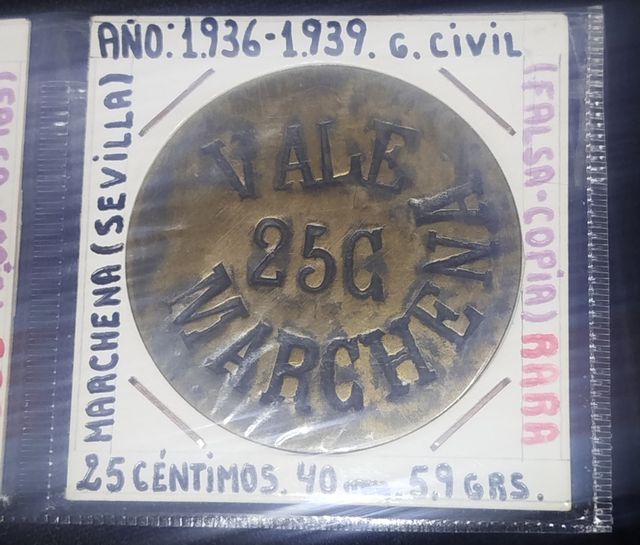 AÑO: 1.936-1.939. G. CIVIL
MARCHENA (SEVILLA)
VALE
25C
MARCHENA
(FALSA-COPIA) RARA
25 CÉNTIMOS. 40 5.9 GRS.